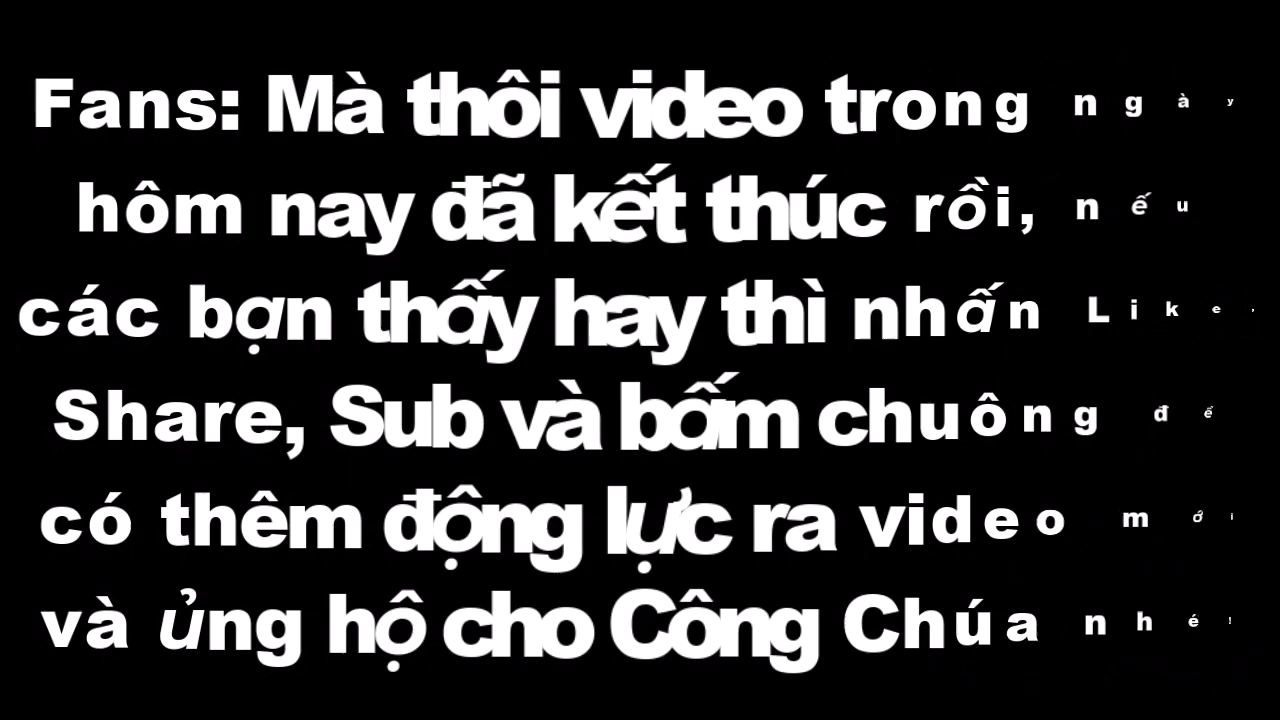 Fans: Mà thôi video trong ngày
hôm nay đã kết thúc rồi, nếu
các bạn thấy hay thì nhấn Like,
Share, Sub và bấm chuông để
có thêm động lực ra video mới
và ủng hộ cho Công Chúa nhé!